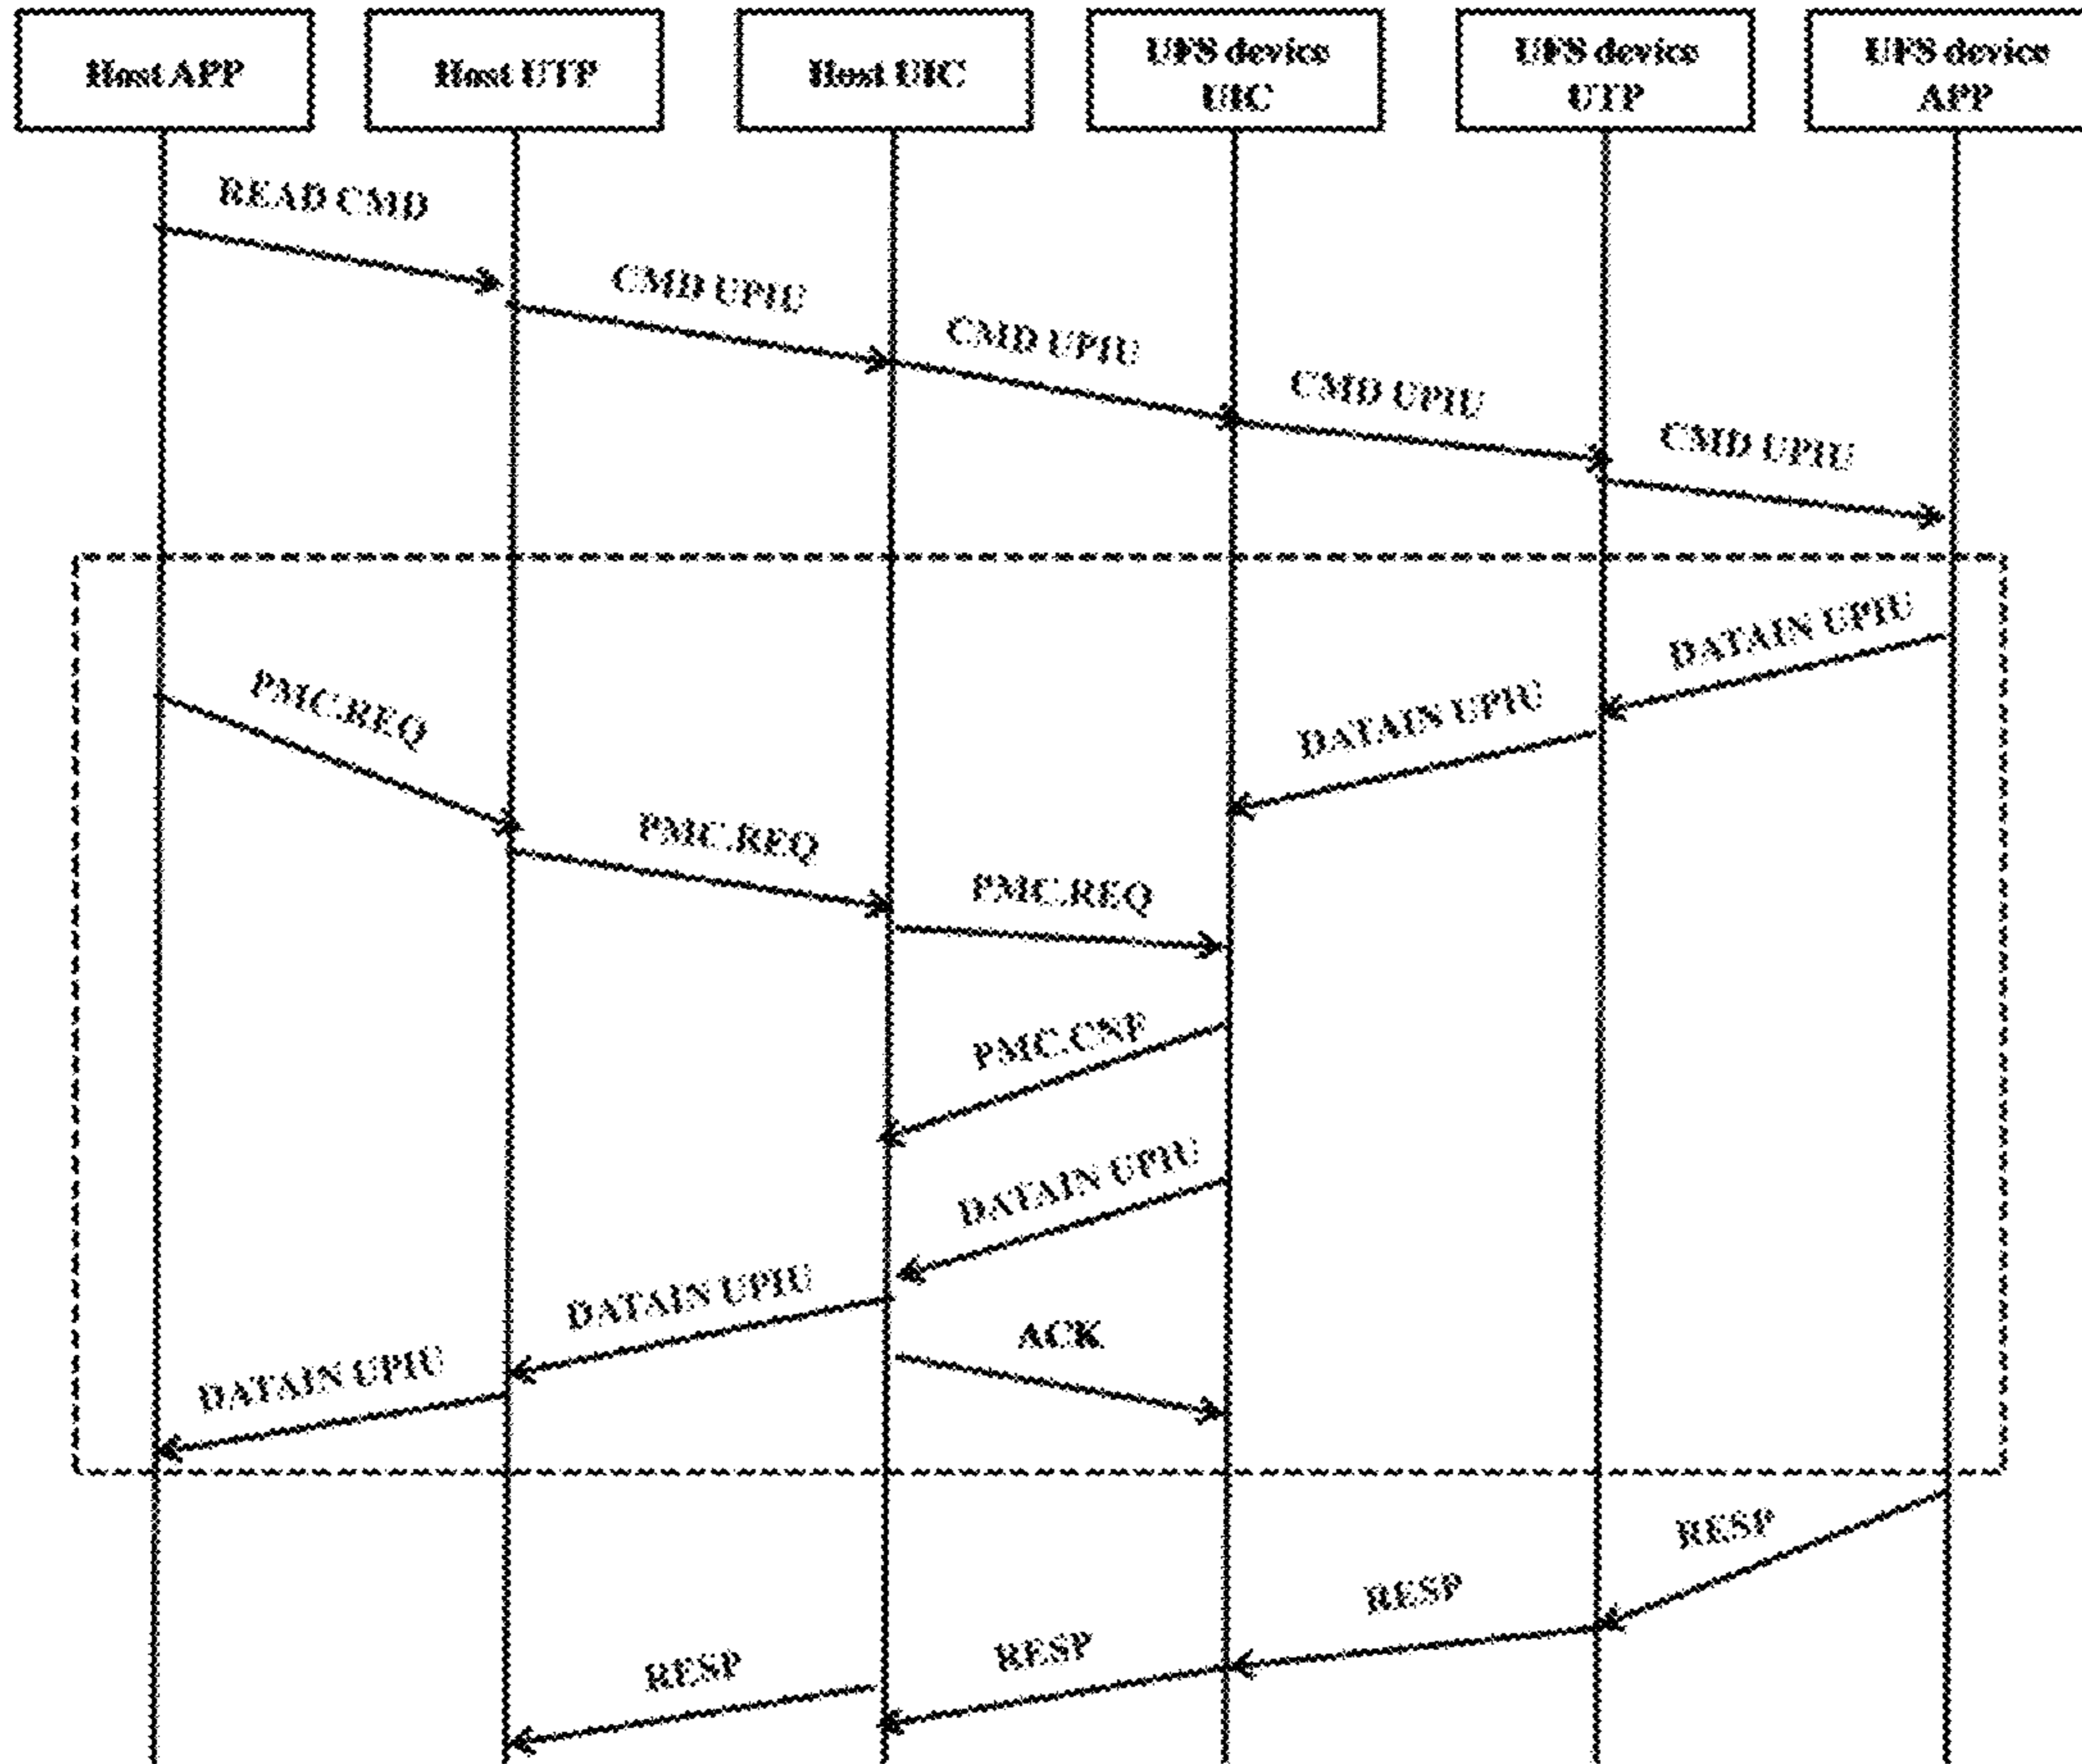 Host APP
Host UTP
Host UIC
UFS device
UIC
UFS device
UTP
UFS device
APP
READ CMD
CMD UPIU
CMD UPIU
CMD UPIU
CMD UPIU
DATAIN UPIU
PMC.REQ
DATAIN UPIU
PMC.REQ
PMC.REQ
PMC.CNF
DATAIN UPIU
DATAIN UPIU
ACK
DATAIN UPIU
RESP
RESP
RESP
RESP